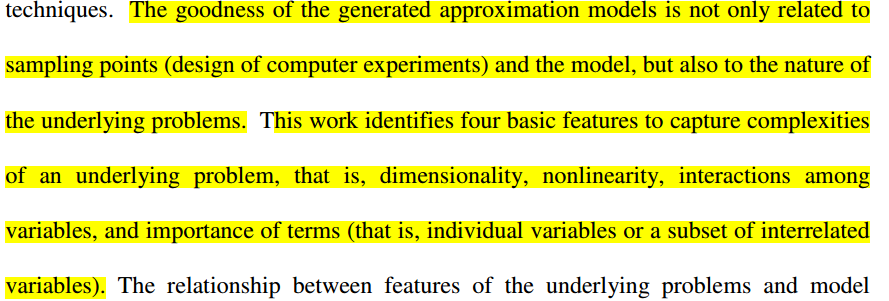 techniques. The goodness of the generated approximation models is not only related to
sampling points (design of computer experiments) and the model, but also to the nature of
the underlying problems. This work identifies four basic features to capture complexities
of an underlying problem, that is, dimensionality, nonlinearity, interactions among
variables, and importance of terms (that is, individual variables or a subset of interrelated
variables). The relationship between features of the underlying problems and model